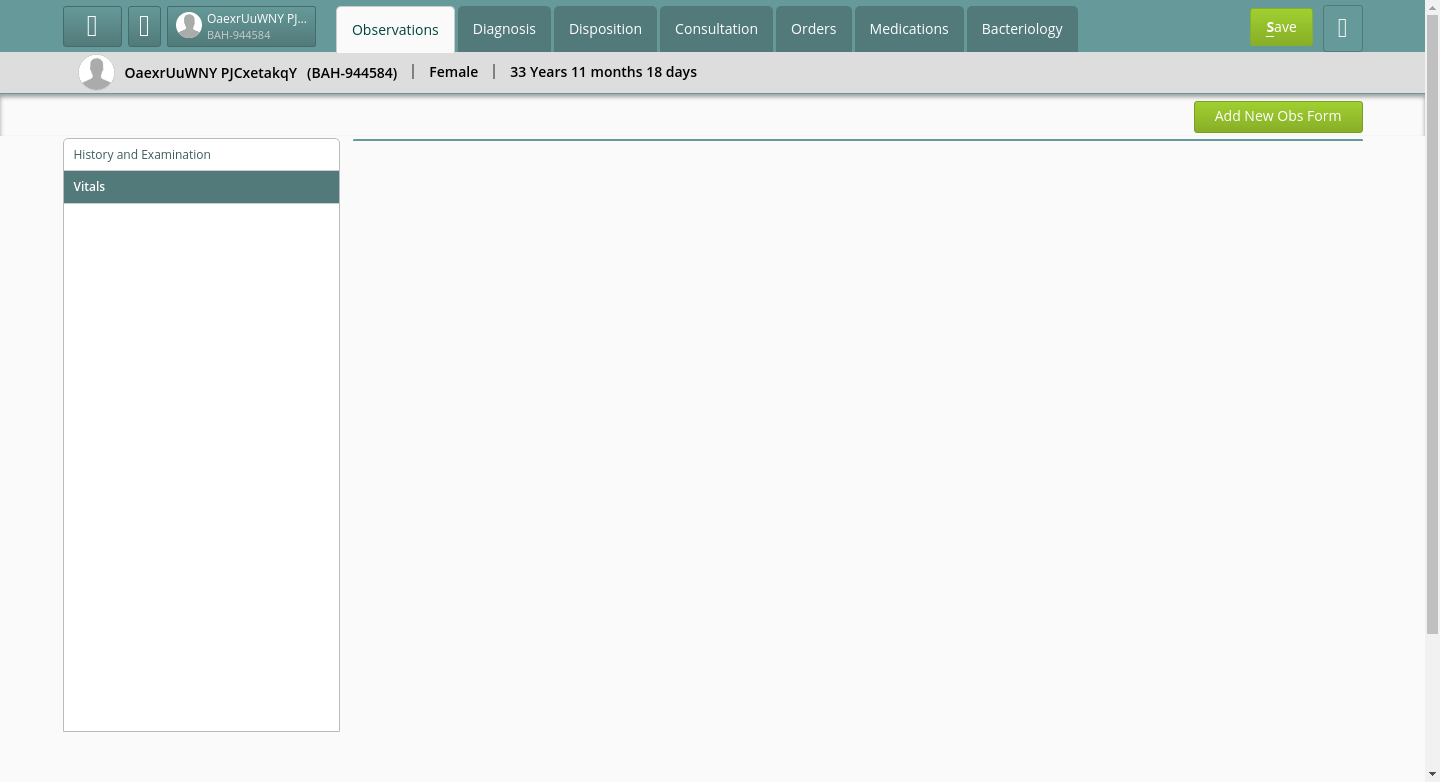 OaexrUuWNY PJ...
BAH-944584
Observations
Diagnosis
Disposition
Consultation
Orders
Medications
Bacteriology
Save
OaexrUuWNY PJCxetakqY (BAH-944584) | Female | 33 Years 11 months 18 days
Add New Obs Form
History and Examination
Vitals